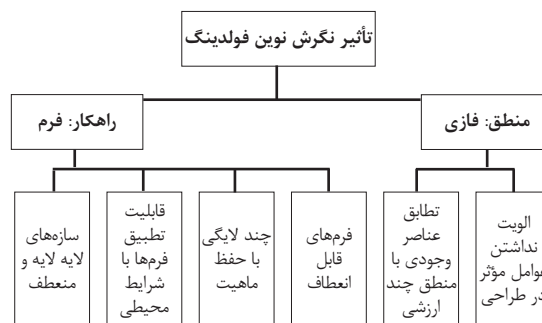 تأثیر نگرش نوین فولدینگ
منطق: فازی
راهکار: فرم
الویت
نداشتن
عوامل مؤثر
در طراحی
تطابق
عناصر
وجودی با
منطق چند
ارزشی
فرم‌های
قابل
انعطاف
چند لایگی
با حفظ
ماهیت
قابلیت
تطبیق
فرم‌ها با
شرایط
محیطی
سازه‌های
لایه لایه و
منعطف